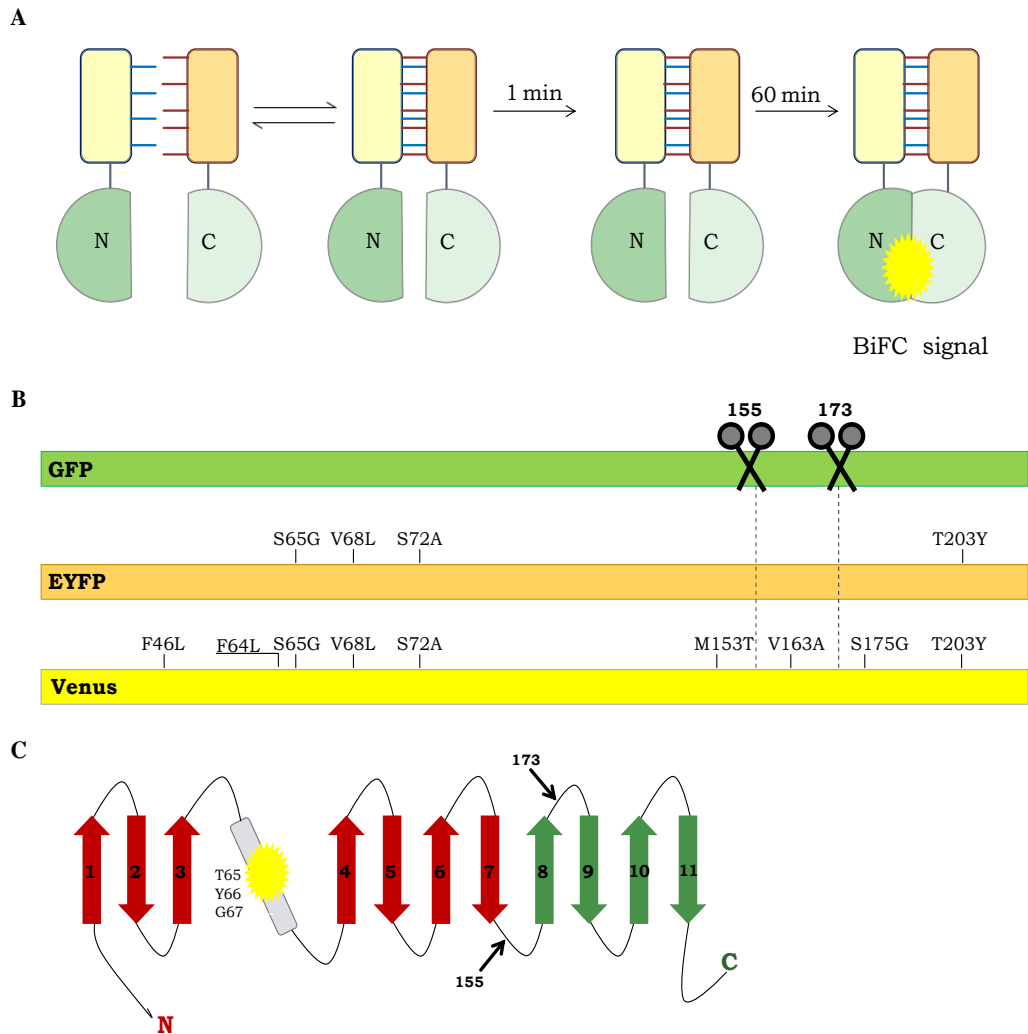 A
1 min
60 min
N C N C N C N C
BiFC signal
B
155 173
GFP
S65G V68L S72A T203Y
EYFP
F46L F64L S65G V68L S72A M153T V163A S175G T203Y
Venus
C
173
1 2 3 4 5 6 7 8 9 10 11
T65
Y66
G67
155
C
N